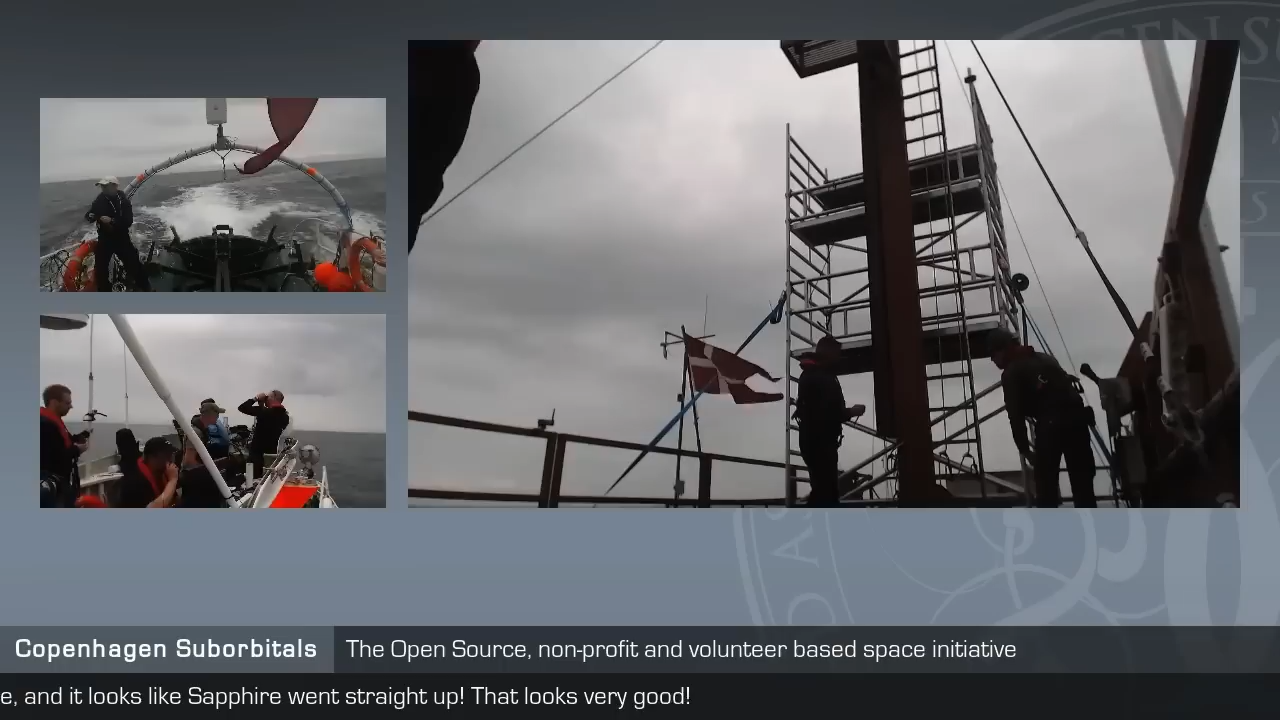 Copenhagen Suborbitals The Open Source, non-profit and volunteer based space initiative
e, and it looks like Sapphire went straight up! That looks very good!